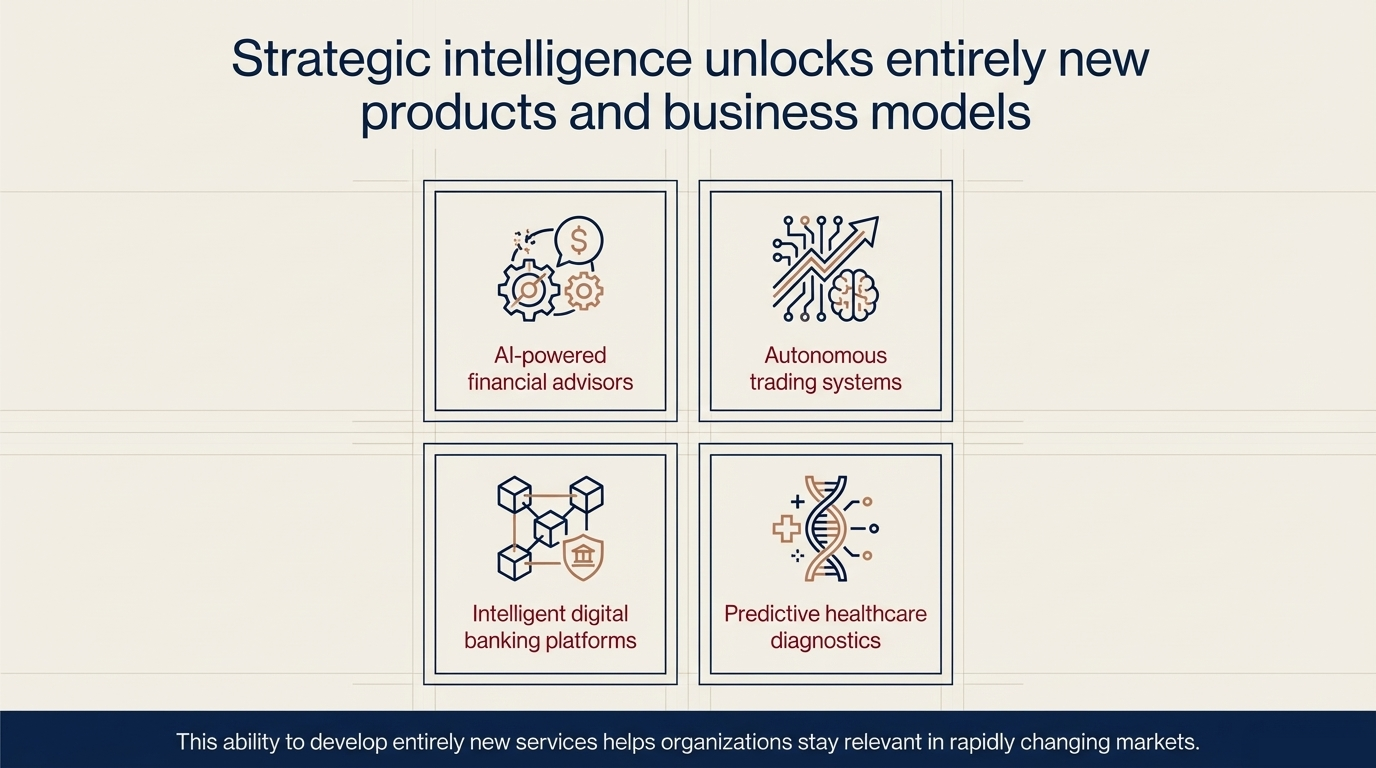 Strategic intelligence unlocks entirely new
products and business models
$
AI-powered
financial advisors
Autonomous
trading systems
Intelligent digital
banking platforms
Predictive healthcare
diagnostics
This ability to develop entirely new services helps organizations stay relevant in rapidly changing markets.